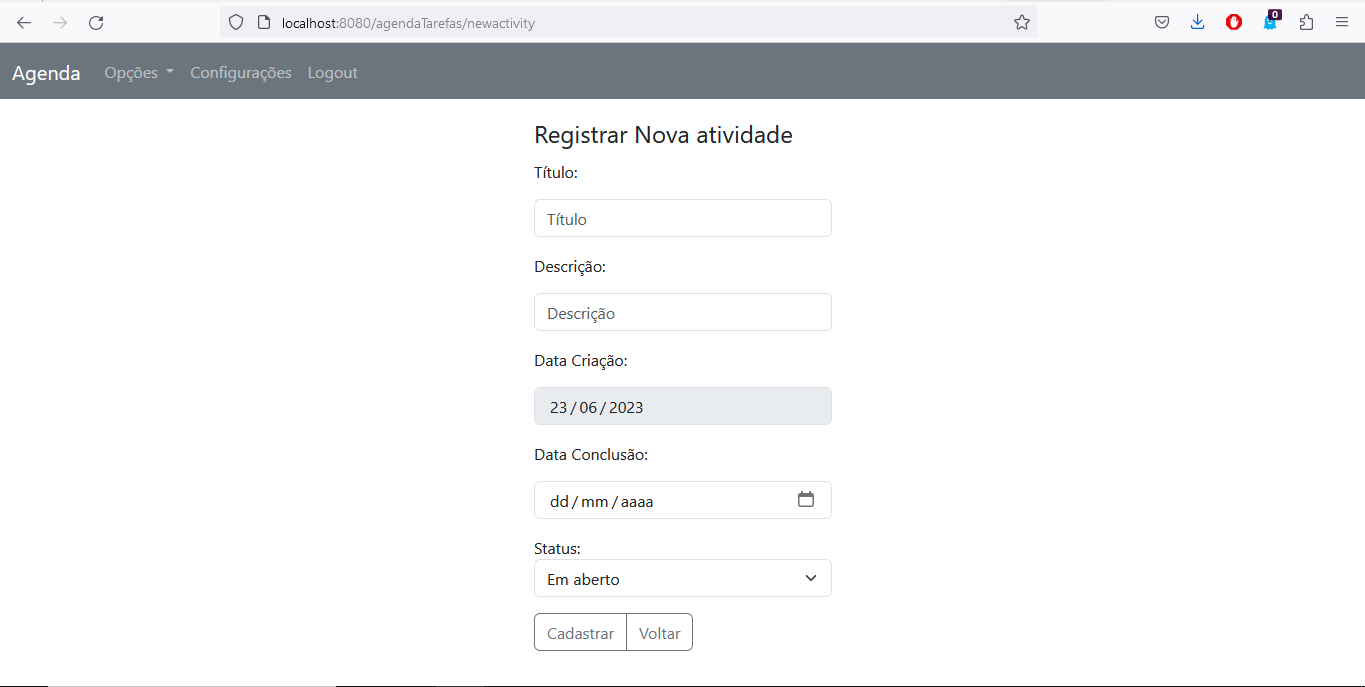 localhost:8080/agendaTarefas/newactivity
0
Agenda Opções Configurações Logout
Registrar Nova atividade
Título:
Título
Descrição:
Descrição
Data Criação:
23 / 06 / 2023
Data Conclusão:
dd / mm / aaaa
Status:
Em aberto
Cadastrar Voltar